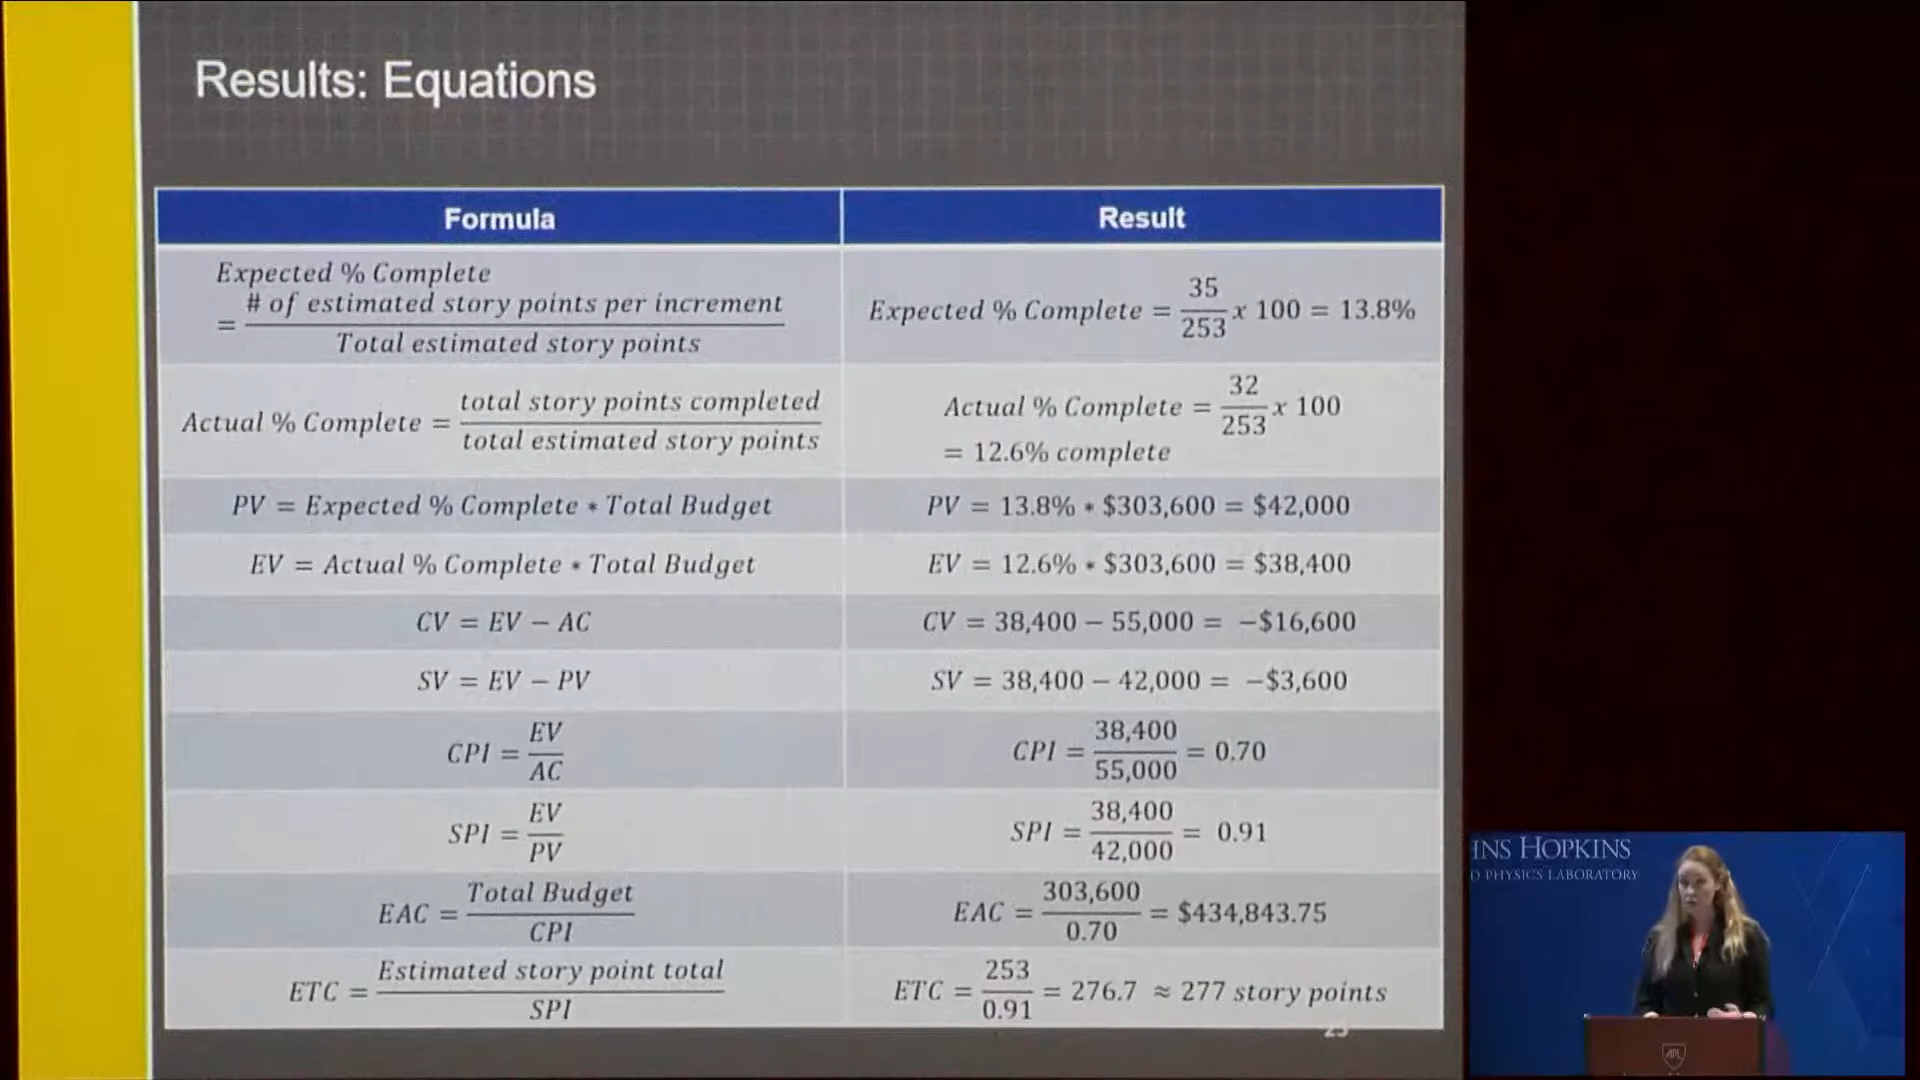 Results: Equations
Formula
Result
Expected % Complete
= # of estimated story points per increment / Total estimated story points
Expected % Complete = 35/253 x 100 = 13.8%
Actual % Complete = total story points completed / total estimated story points
Actual % Complete = 32/253 x 100
= 12.6% complete
PV = Expected % Complete * Total Budget
PV = 13.8% * $303,600 = $42,000
EV = Actual % Complete * Total Budget
EV = 12.6% * $303,600 = $38,400
CV = EV − AC
CV = 38,400 − 55,000 = −$16,600
SV = EV − PV
SV = 38,400 − 42,000 = −$3,600
CPI = EV/AC
CPI = 38,400/55,000 = 0.70
SPI = EV/PV
SPI = 38,400/42,000 = 0.91
EAC = Total Budget/CPI
EAC = 303,600/0.70 = $434,843.75
ETC = Estimated story point total/SPI
ETC = 253/0.91 = 276.7 ≈ 277 story points
INS HOPKINS
D PHYSICS LABORATORY
APL